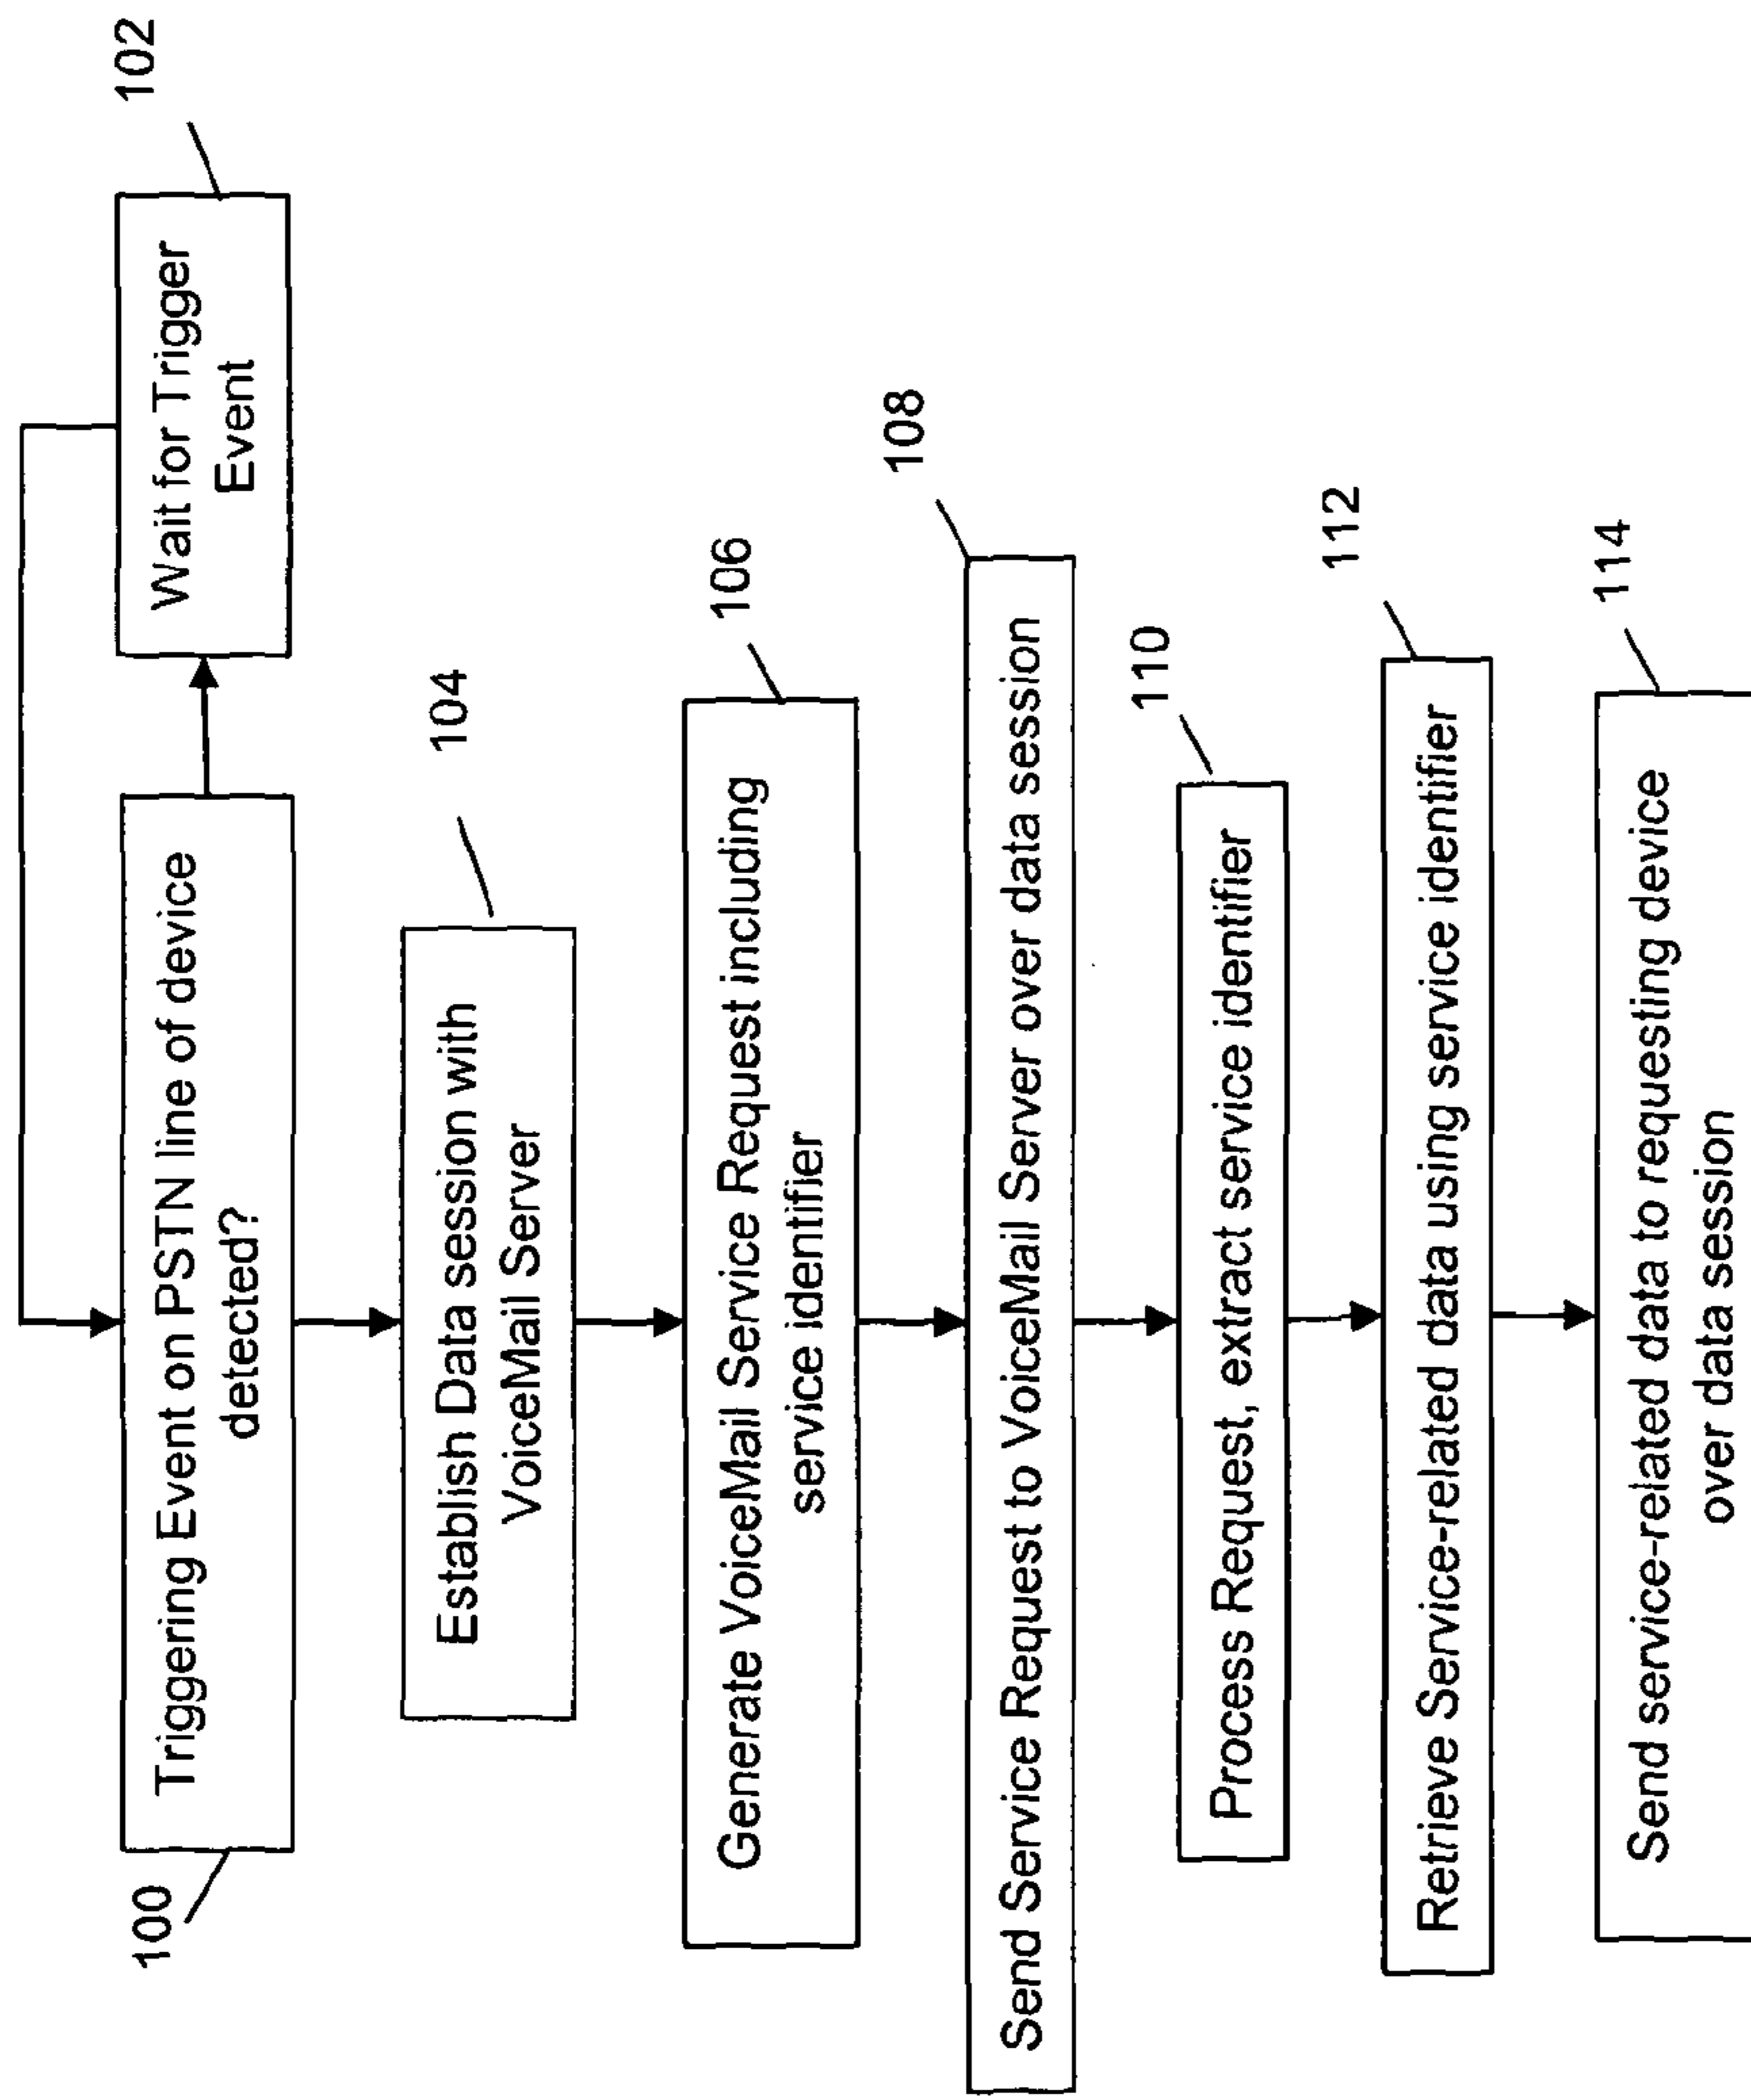 102
Wait for Trigger
Event
100
Triggering Event on PSTN line of device
detected?
104
Establish Data session with
VoiceMail Server
106
Generate VoiceMail Service Request including
service identifier
108
Send Service Request to VoiceMail Server over data session
110
Process Request, extract service identifier
112
Retrieve Service-related data using service identifier
114
Send service-related data to requesting device
over data session